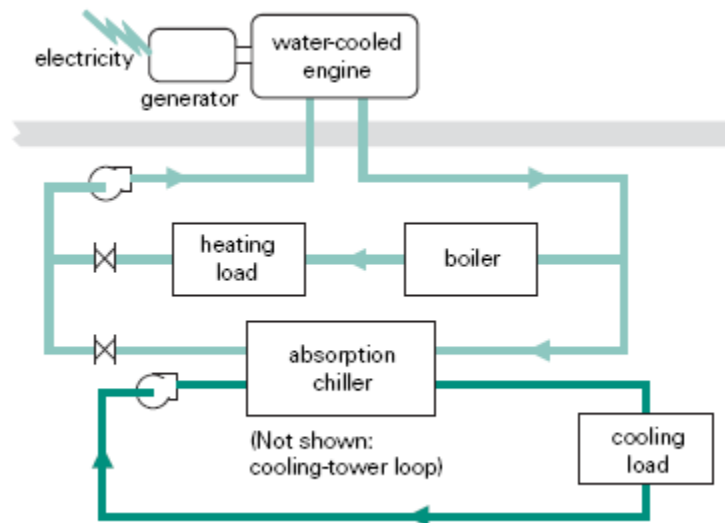 electricity
generator
water-cooled
engine
heating
load
boiler
absorption
chiller
(Not shown:
cooling-tower loop)
cooling
load